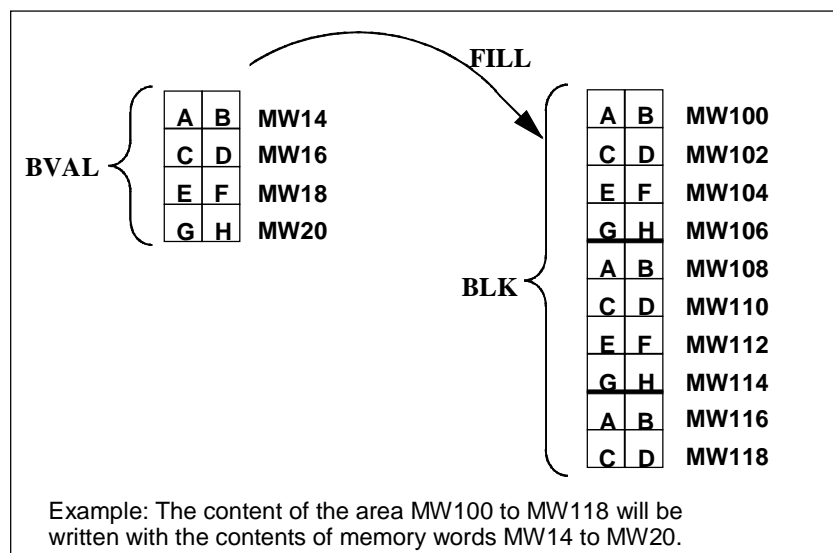 FILL
A B MW14
C D MW16
BVAL
E F MW18
G H MW20
A B MW100
C D MW102
E F MW104
G H MW106
A B MW108
BLK
C D MW110
E F MW112
G H MW114
A B MW116
C D MW118
Example: The content of the area MW100 to MW118 will be
written with the contents of memory words MW14 to MW20.